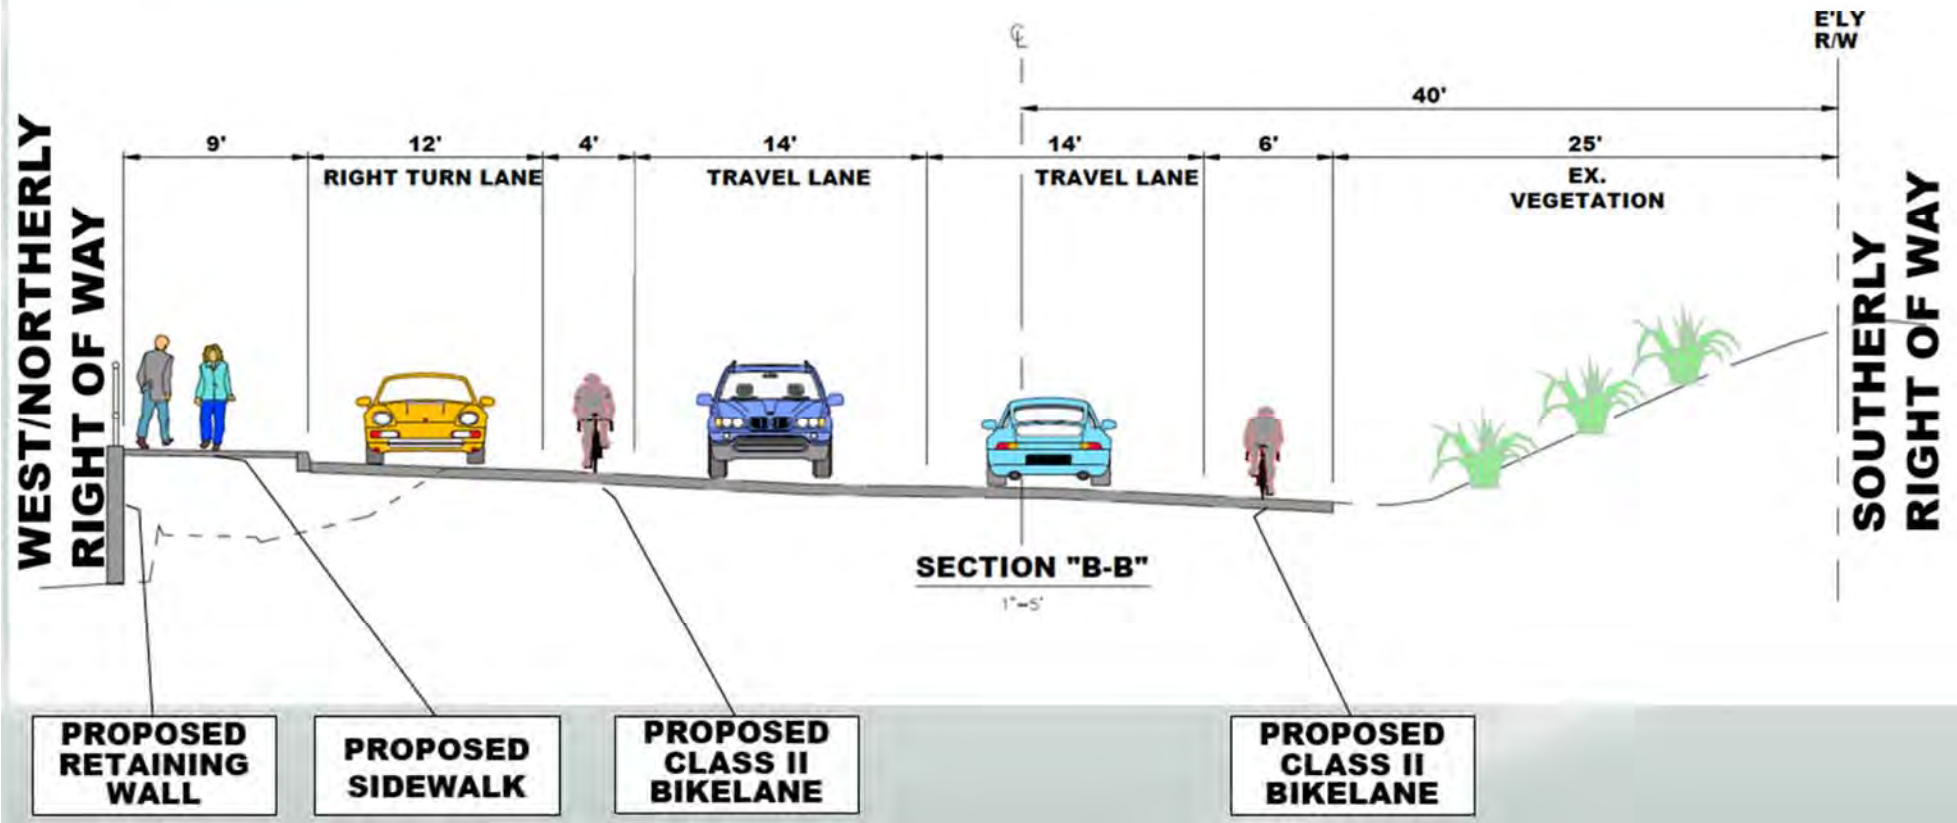 E'LY
R/W
℄
40'
9'
12'
4'
14'
14'
6'
25'
RIGHT TURN LANE
TRAVEL LANE
TRAVEL LANE
EX.
VEGETATION
WEST/NORTHERLY
RIGHT OF WAY
SOUTHERLY
RIGHT OF WAY
SECTION "B-B"
1"=5'
PROPOSED
RETAINING
WALL
PROPOSED
SIDEWALK
PROPOSED
CLASS II
BIKELANE
PROPOSED
CLASS II
BIKELANE